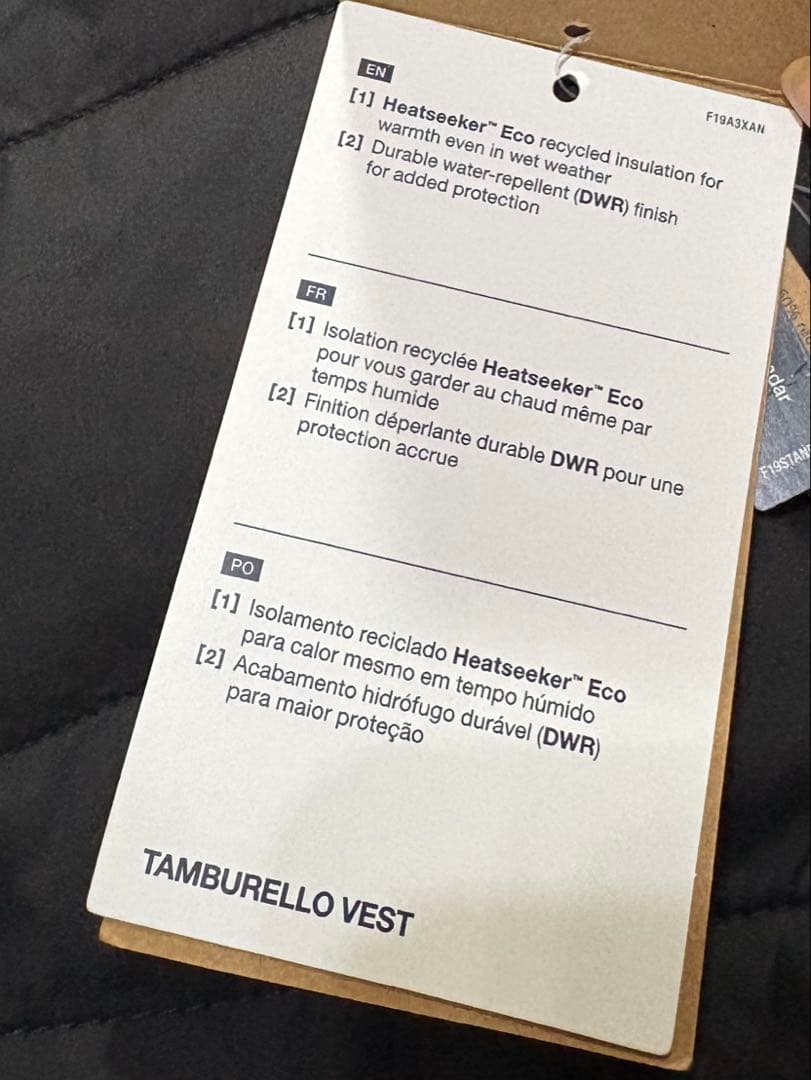 F19A3XAN
EN
[1] Heatseeker™ Eco recycled insulation for
warmth even in wet weather
[2] Durable water-repellent (DWR) finish
for added protection
FR
[1] Isolation recyclée Heatseeker™ Eco
pour vous garder au chaud même par
temps humide
[2] Finition déperlante durable DWR pour une
protection accrue
PO
[1] Isolamento reciclado Heatseeker™ Eco
para calor mesmo em tempo húmido
[2] Acabamento hidrófugo durável (DWR)
para maior proteção
TAMBURELLO VEST